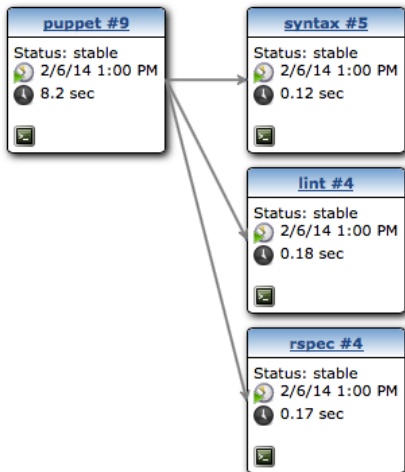 puppet #9
Status: stable
2/6/14 1:00 PM
8.2 sec
syntax #5
Status: stable
2/6/14 1:00 PM
0.12 sec
lint #4
Status: stable
2/6/14 1:00 PM
0.18 sec
rspec #4
Status: stable
2/6/14 1:00 PM
0.17 sec